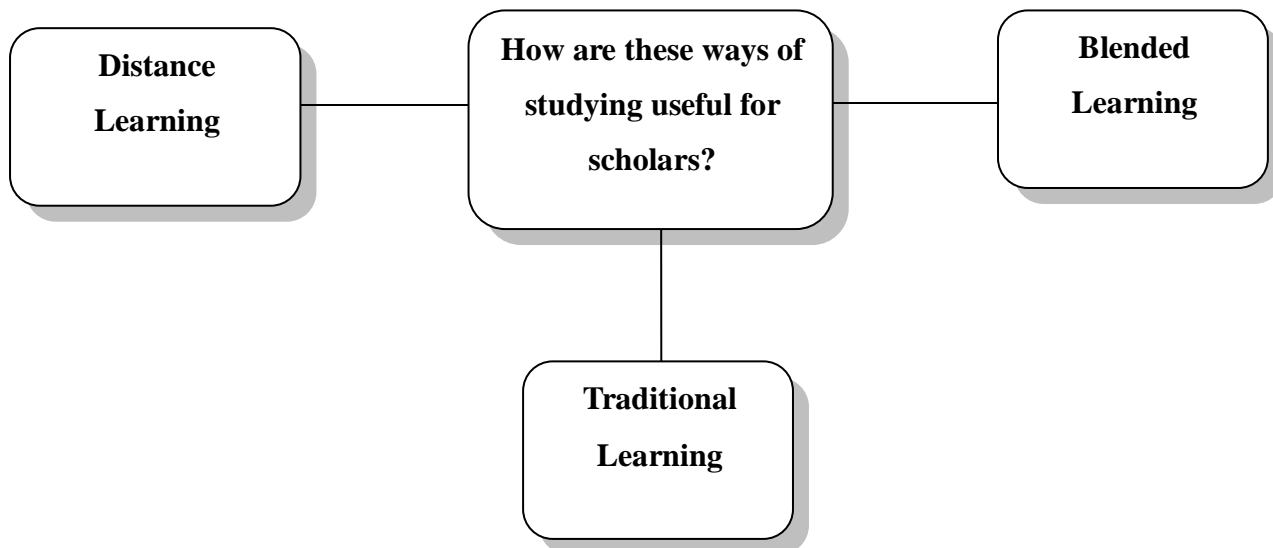 Distance
Learning
How are these ways of
studying useful for
scholars?
Blended
Learning
Traditional
Learning